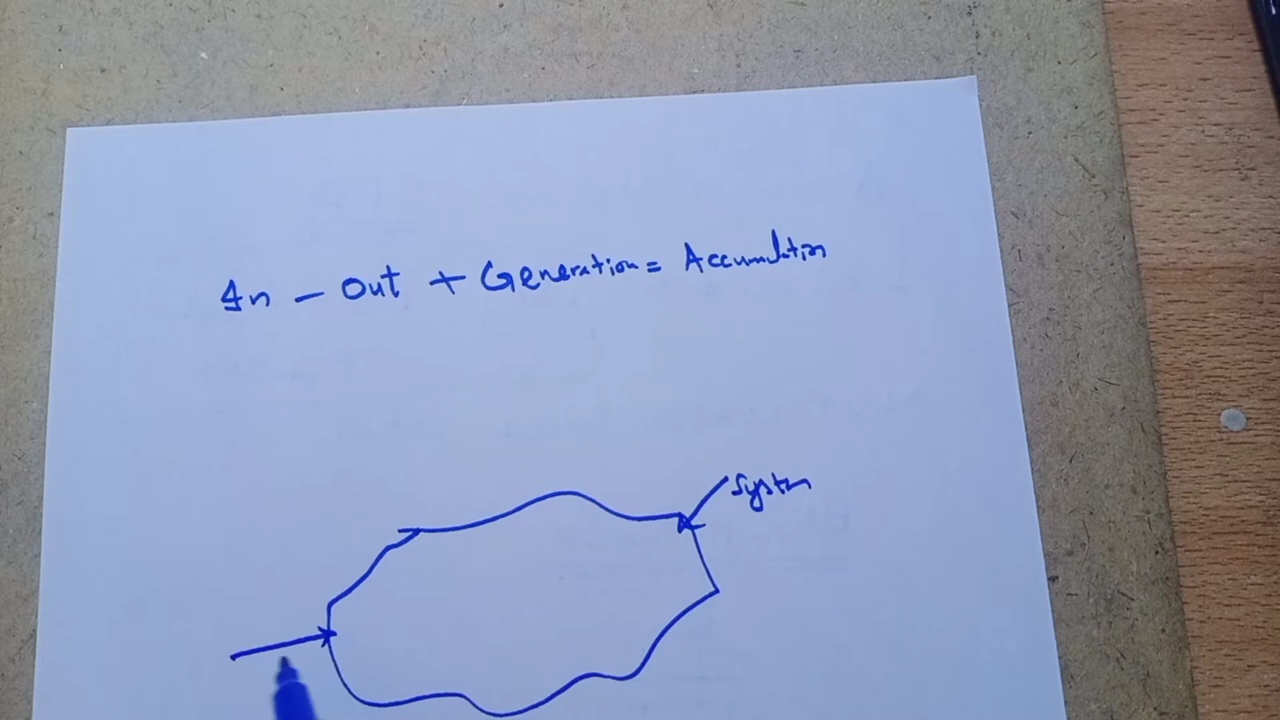 In - Out + Generation = Accumulation
System